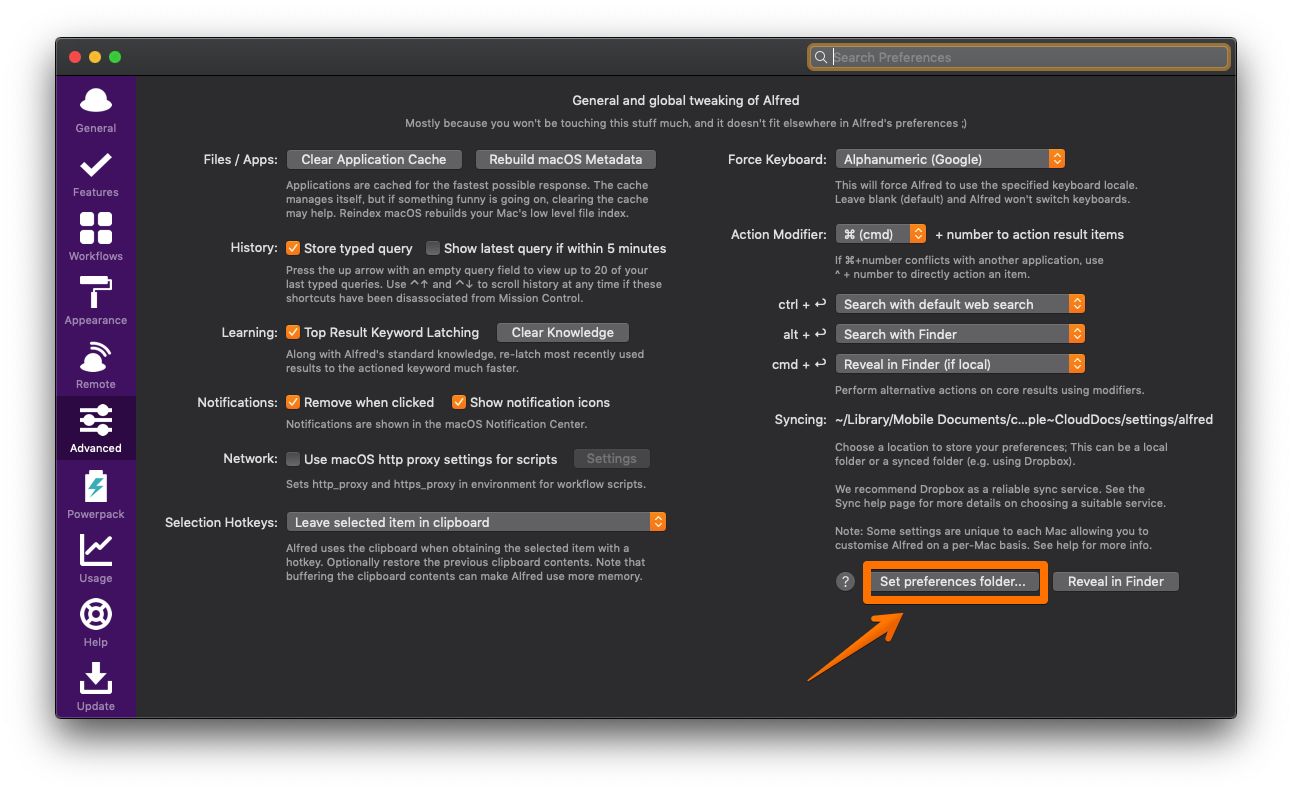 Search Preferences
General
Features
Workflows
Appearance
Remote
Advanced
Powerpack
Usage
Help
Update
General and global tweaking of Alfred
Mostly because you won't be touching this stuff much, and it doesn't fit elsewhere in Alfred's preferences ;)
Files / Apps: Clear Application Cache Rebuild macOS Metadata
Applications are cached for the fastest possible response. The cache
manages itself, but if something funny is going on, clearing the cache
may help. Reindex macOS rebuilds your Mac's low level file index.
History: Store typed query Show latest query if within 5 minutes
Press the up arrow with an empty query field to view up to 20 of your
last typed queries. Use ^↑ and ^↓ to scroll history at any time if these
shortcuts have been disassociated from Mission Control.
Learning: Top Result Keyword Latching Clear Knowledge
Along with Alfred's standard knowledge, re-latch most recently used
results to the actioned keyword much faster.
Notifications: Remove when clicked Show notification icons
Notifications are shown in the macOS Notification Center.
Network: Use macOS http proxy settings for scripts Settings
Sets http_proxy and https_proxy in environment for workflow scripts.
Selection Hotkeys: Leave selected item in clipboard
Alfred uses the clipboard when obtaining the selected item with a
hotkey. Optionally restore the previous clipboard contents. Note that
buffering the clipboard contents can make Alfred use more memory.
Force Keyboard: Alphanumeric (Google)
This will force Alfred to use the specified keyboard locale.
Leave blank (default) and Alfred won't switch keyboards.
Action Modifier: ⌘ (cmd) + number to action result items
If ⌘+number conflicts with another application, use
^ + number to directly action an item.
ctrl + ↩ Search with default web search
alt + ↩ Search with Finder
cmd + ↩ Reveal in Finder (if local)
Perform alternative actions on core results using modifiers.
Syncing: ~/Library/Mobile Documents/c...ple~CloudDocs/settings/alfred
Choose a location to store your preferences; This can be a local
folder or a synced folder (e.g. using Dropbox).
We recommend Dropbox as a reliable sync service. See the
Sync help page for more details on choosing a suitable service.
Note: Some settings are unique to each Mac allowing you to
customise Alfred on a per-Mac basis. See help for more info.
? Set preferences folder... Reveal in Finder